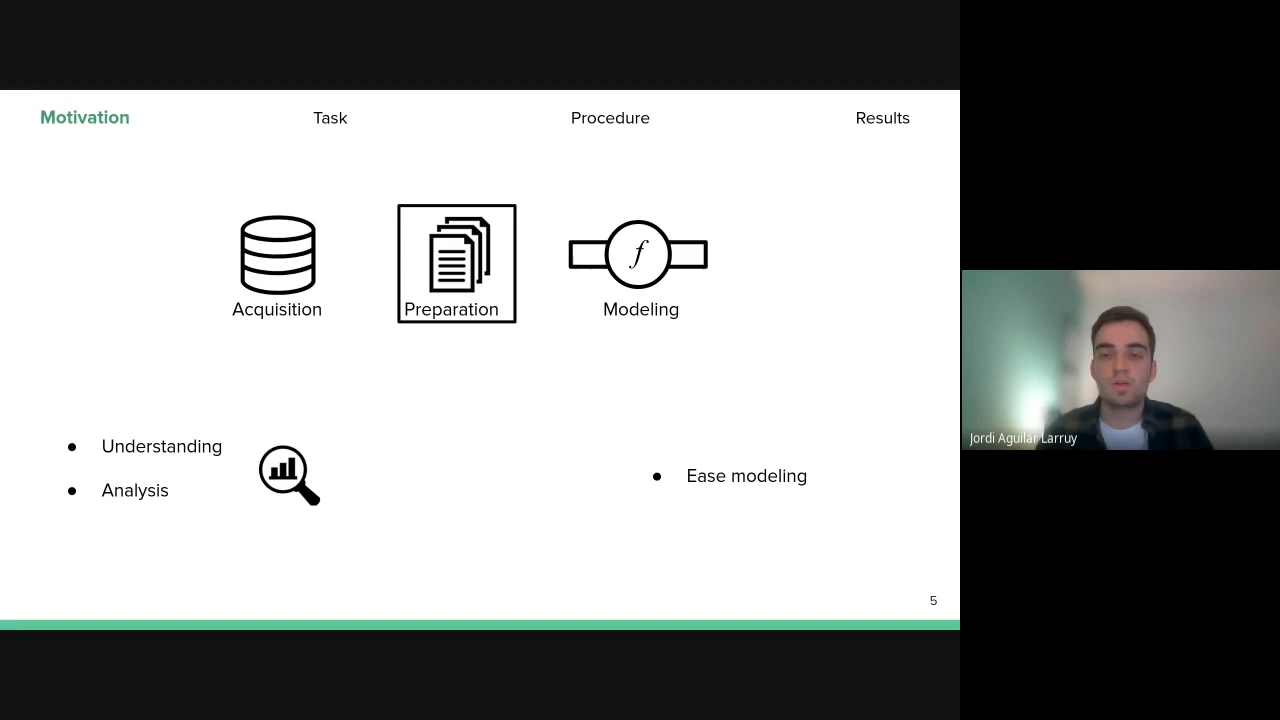 Motivation Task Procedure Results
f
Acquisition Preparation Modeling
Understanding
Analysis
Ease modeling
5
Jordi Aguilar Larruy